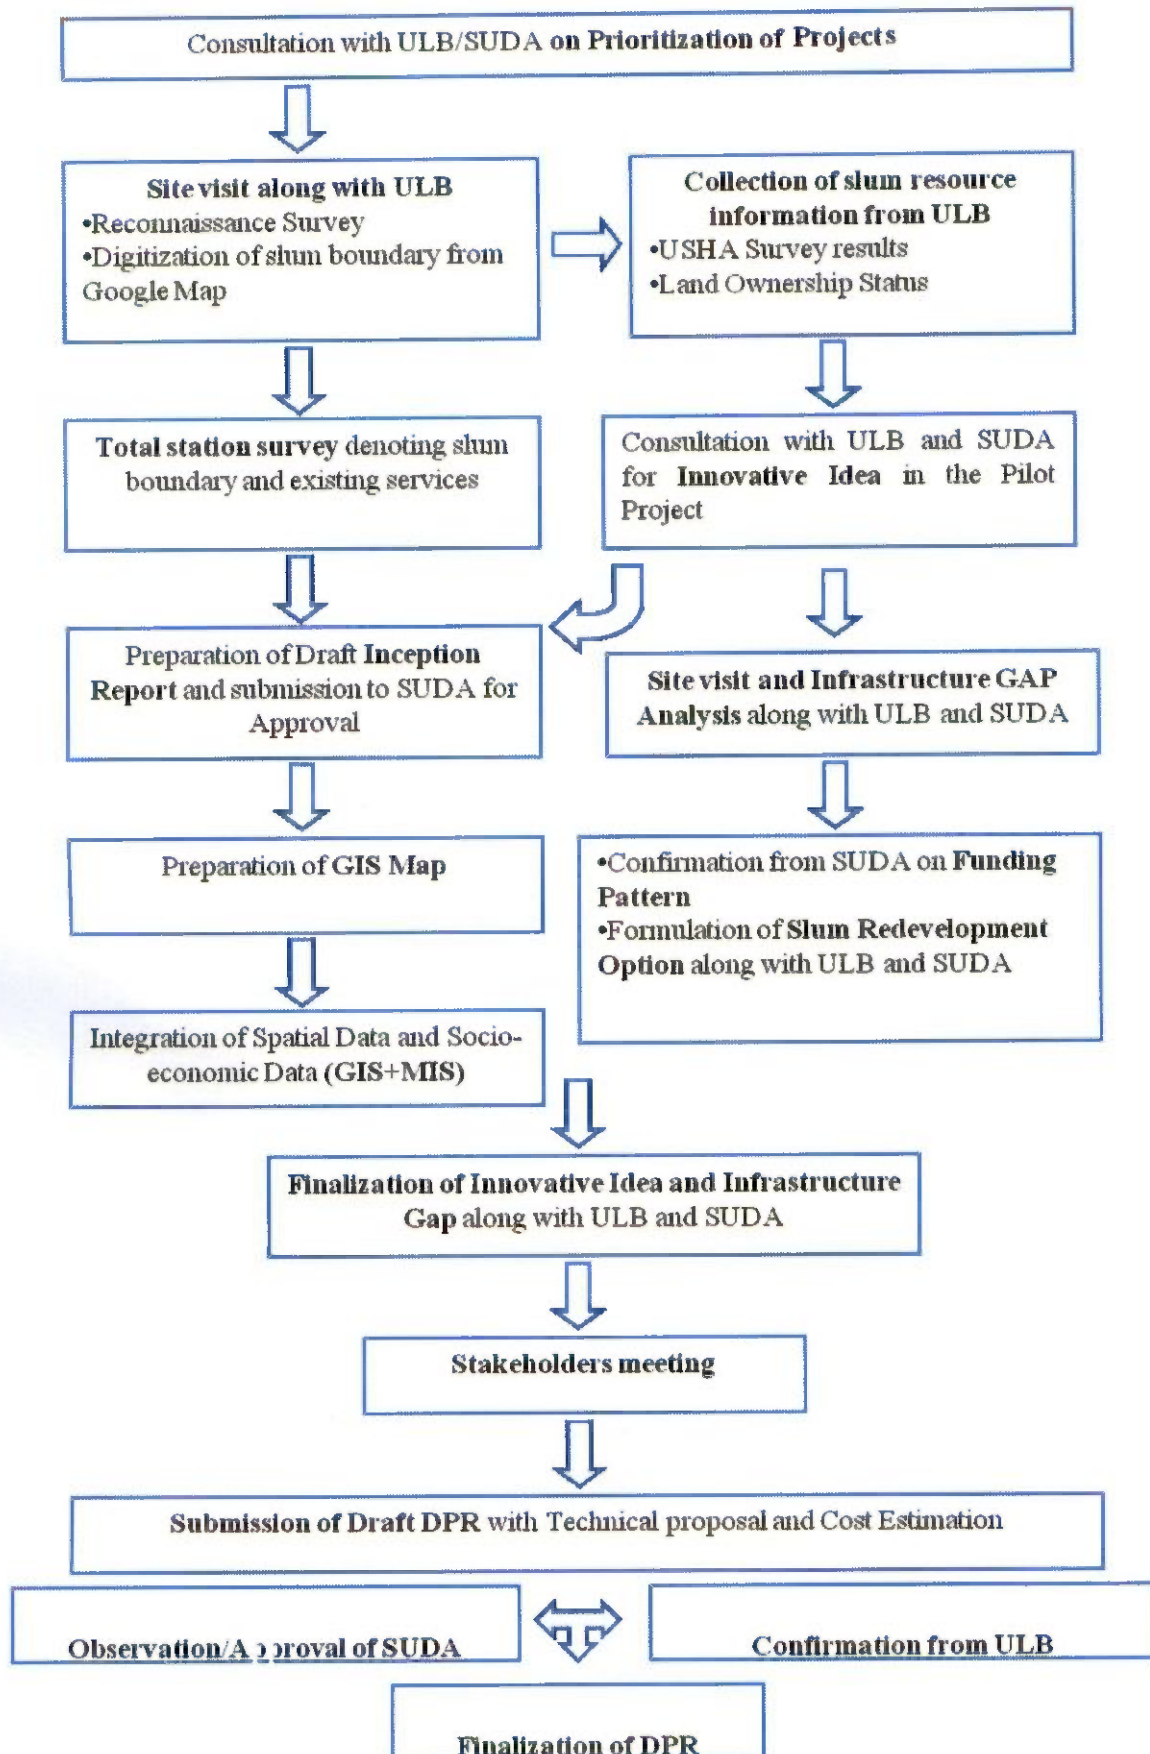 Consultation with ULB/SUDA on Prioritization of Projects
Site visit along with ULB
•Reconnaissance Survey
•Digitization of slum boundary from
Google Map
Collection of slum resource
information from ULB
•USHA Survey results
•Land Ownership Status
Total station survey denoting slum
boundary and existing services
Consultation with ULB and SUDA
for Innovative Idea in the Pilot
Project
Preparation of Draft Inception
Report and submission to SUDA for
Approval
Site visit and Infrastructure GAP
Analysis along with ULB and SUDA
Preparation of GIS Map
•Confirmation from SUDA on Funding
Pattern
•Formulation of Slum Redevelopment
Option along with ULB and SUDA
Integration of Spatial Data and Socio-
economic Data (GIS+MIS)
Finalization of Innovative Idea and Infrastructure
Gap along with ULB and SUDA
Stakeholders meeting
Submission of Draft DPR with Technical proposal and Cost Estimation
Observation/Approval of SUDA
Confirmation from ULB
Finalization of DPR